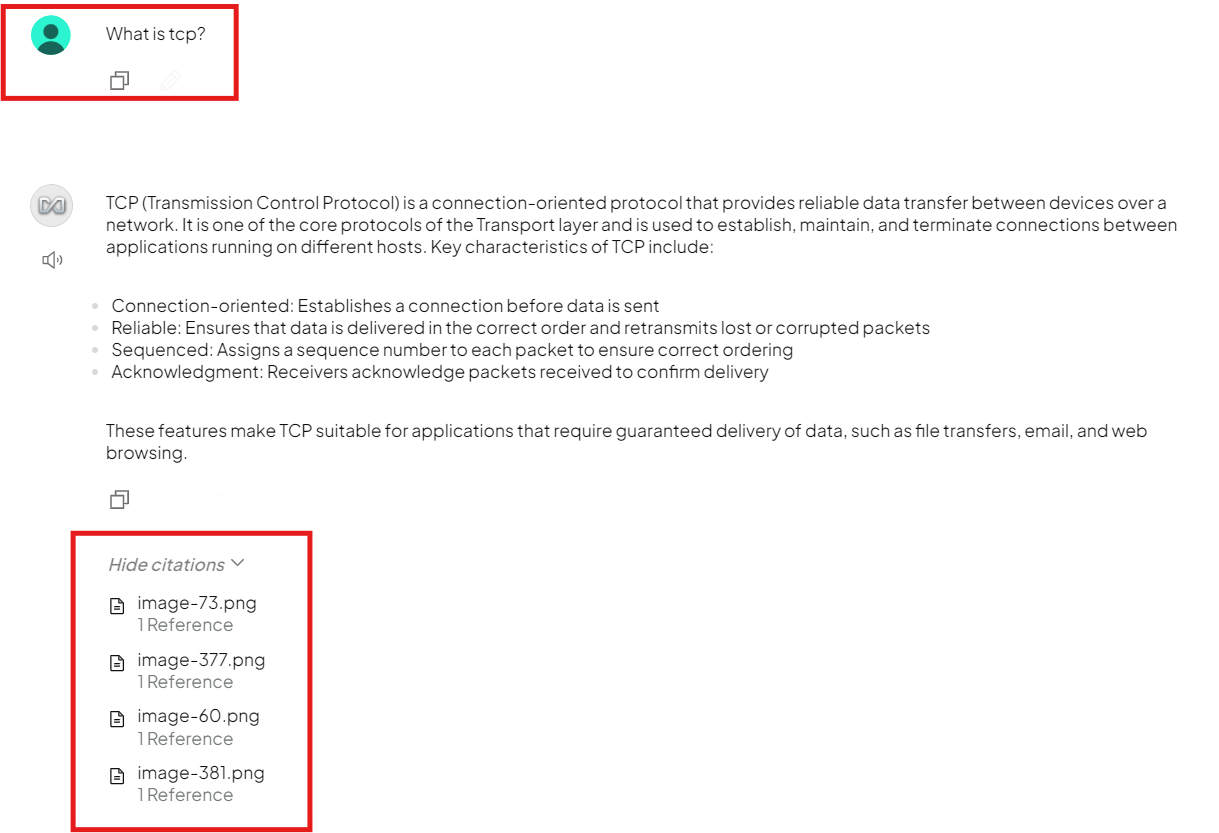 What is tcp?
TCP (Transmission Control Protocol) is a connection-oriented protocol that provides reliable data transfer between devices over a
network. It is one of the core protocols of the Transport layer and is used to establish, maintain, and terminate connections between
applications running on different hosts. Key characteristics of TCP include:
Connection-oriented: Establishes a connection before data is sent
Reliable: Ensures that data is delivered in the correct order and retransmits lost or corrupted packets
Sequenced: Assigns a sequence number to each packet to ensure correct ordering
Acknowledgment: Receivers acknowledge packets received to confirm delivery
These features make TCP suitable for applications that require guaranteed delivery of data, such as file transfers, email, and web
browsing.
Hide citations
image-73.png
1 Reference
image-377.png
1 Reference
image-60.png
1 Reference
image-381.png
1 Reference